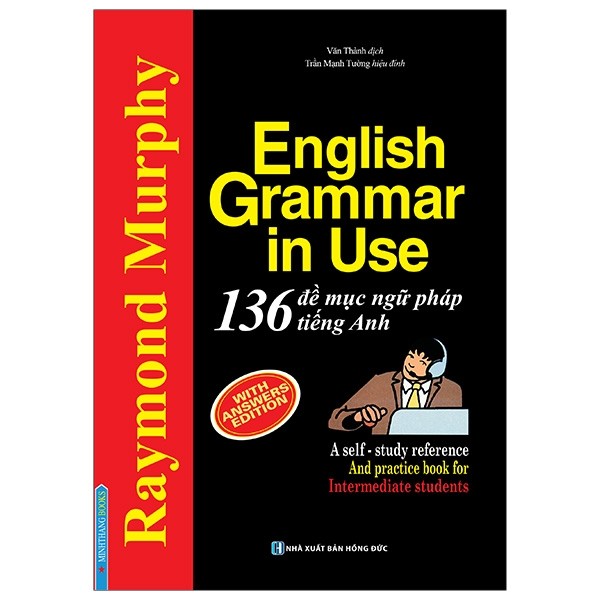 Văn Thành dịch
Trần Mạnh Tường hiệu đính
Raymond Murphy
English
Grammar
in Use
136 đề mục ngữ pháp
tiếng Anh
WITH
ANSWERS
EDITION
A self - study reference
And practice book for
Intermediate students
MINHTHANG BOOKS
NHÀ XUẤT BẢN HỒNG ĐỨC